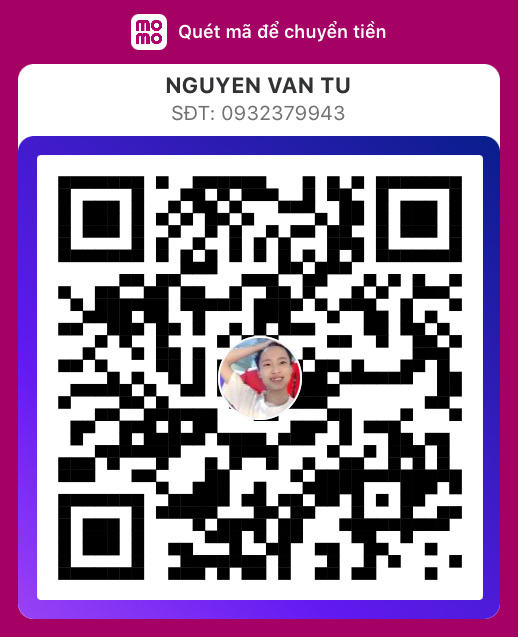 mo
mo
Quét mã để chuyển tiền
NGUYEN VAN TU
SĐT: 0932379943